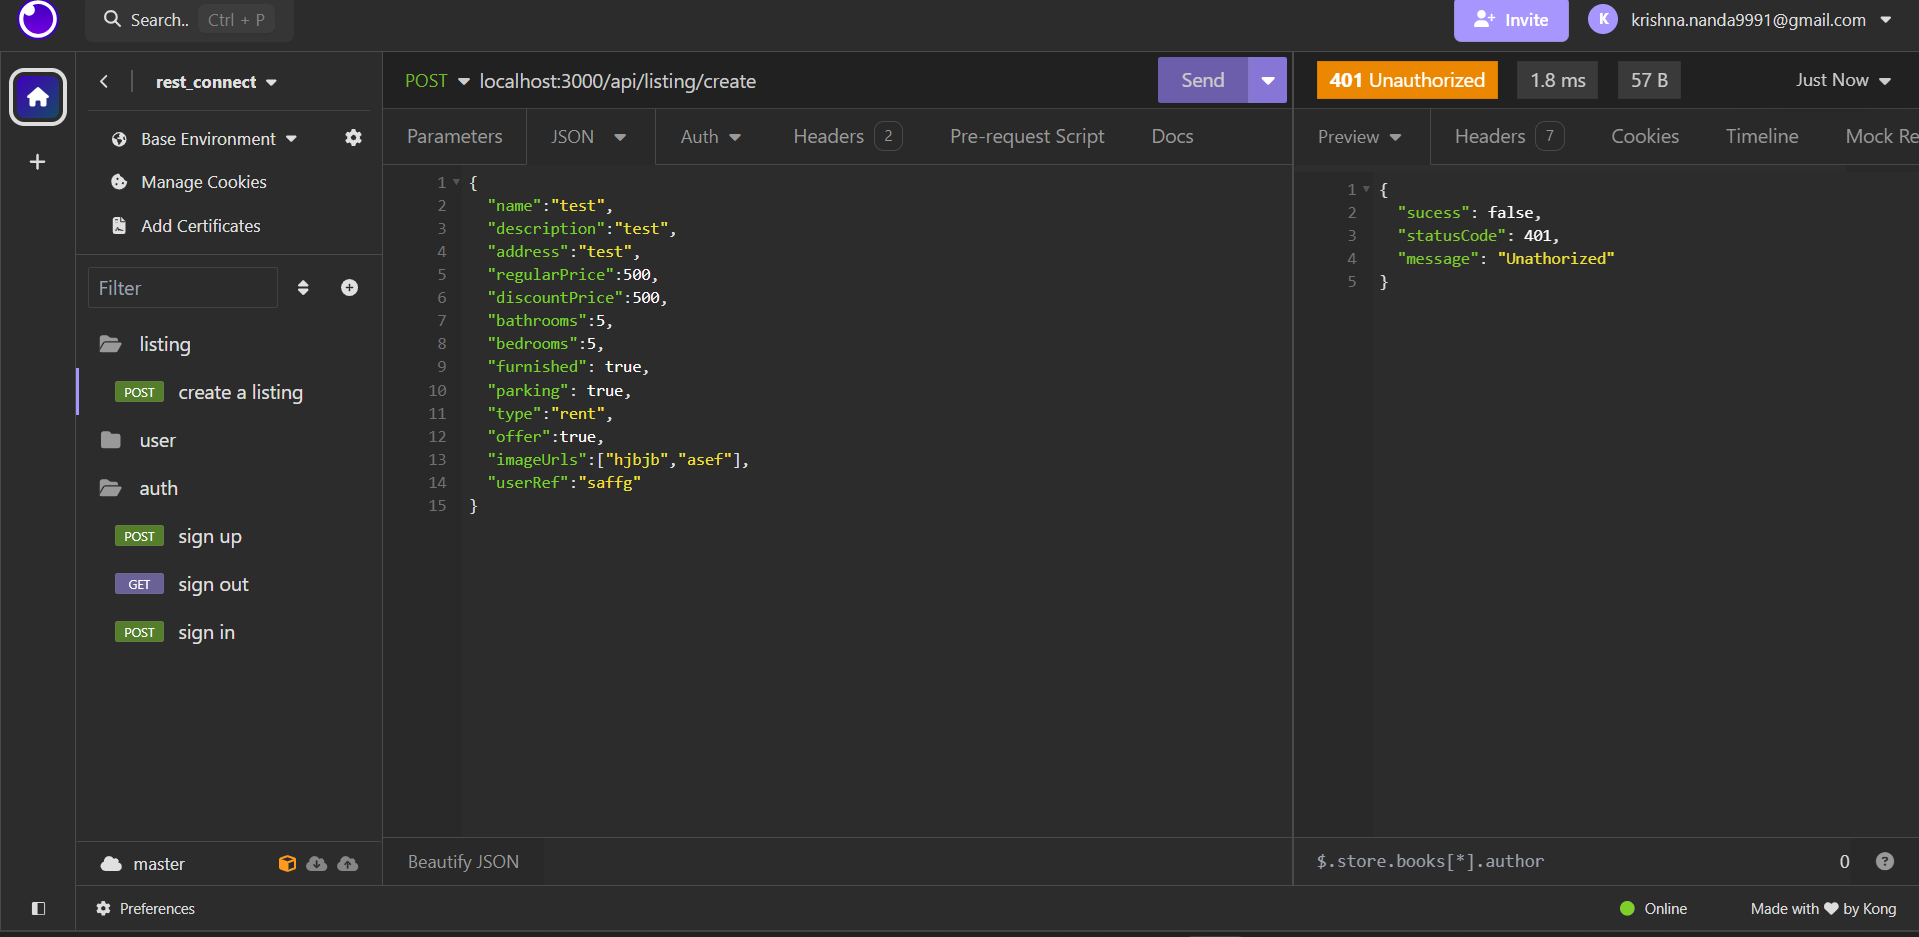 Search.. Ctrl + P
Invite K krishna.nanda9991@gmail.com
rest_connect
Base Environment
Manage Cookies
Add Certificates
Filter
listing
POST create a listing
user
auth
POST sign up
GET sign out
POST sign in
master
Preferences
POST localhost:3000/api/listing/create Send
Parameters JSON Auth Headers 2 Pre-request Script Docs
1 {
2 "name":"test",
3 "description":"test",
4 "address":"test",
5 "regularPrice":500,
6 "discountPrice":500,
7 "bathrooms":5,
8 "bedrooms":5,
9 "furnished": true,
10 "parking": true,
11 "type":"rent",
12 "offer":true,
13 "imageUrls":["hjbjb","asef"],
14 "userRef":"saffg"
15 }
Beautify JSON
401 Unauthorized 1.8 ms 57 B Just Now
Preview Headers 7 Cookies Timeline Mock Re
1 {
2 "sucess": false,
3 "statusCode": 401,
4 "message": "Unathorized"
5 }
$.store.books[*].author 0 ?
Online Made with ❤ by Kong